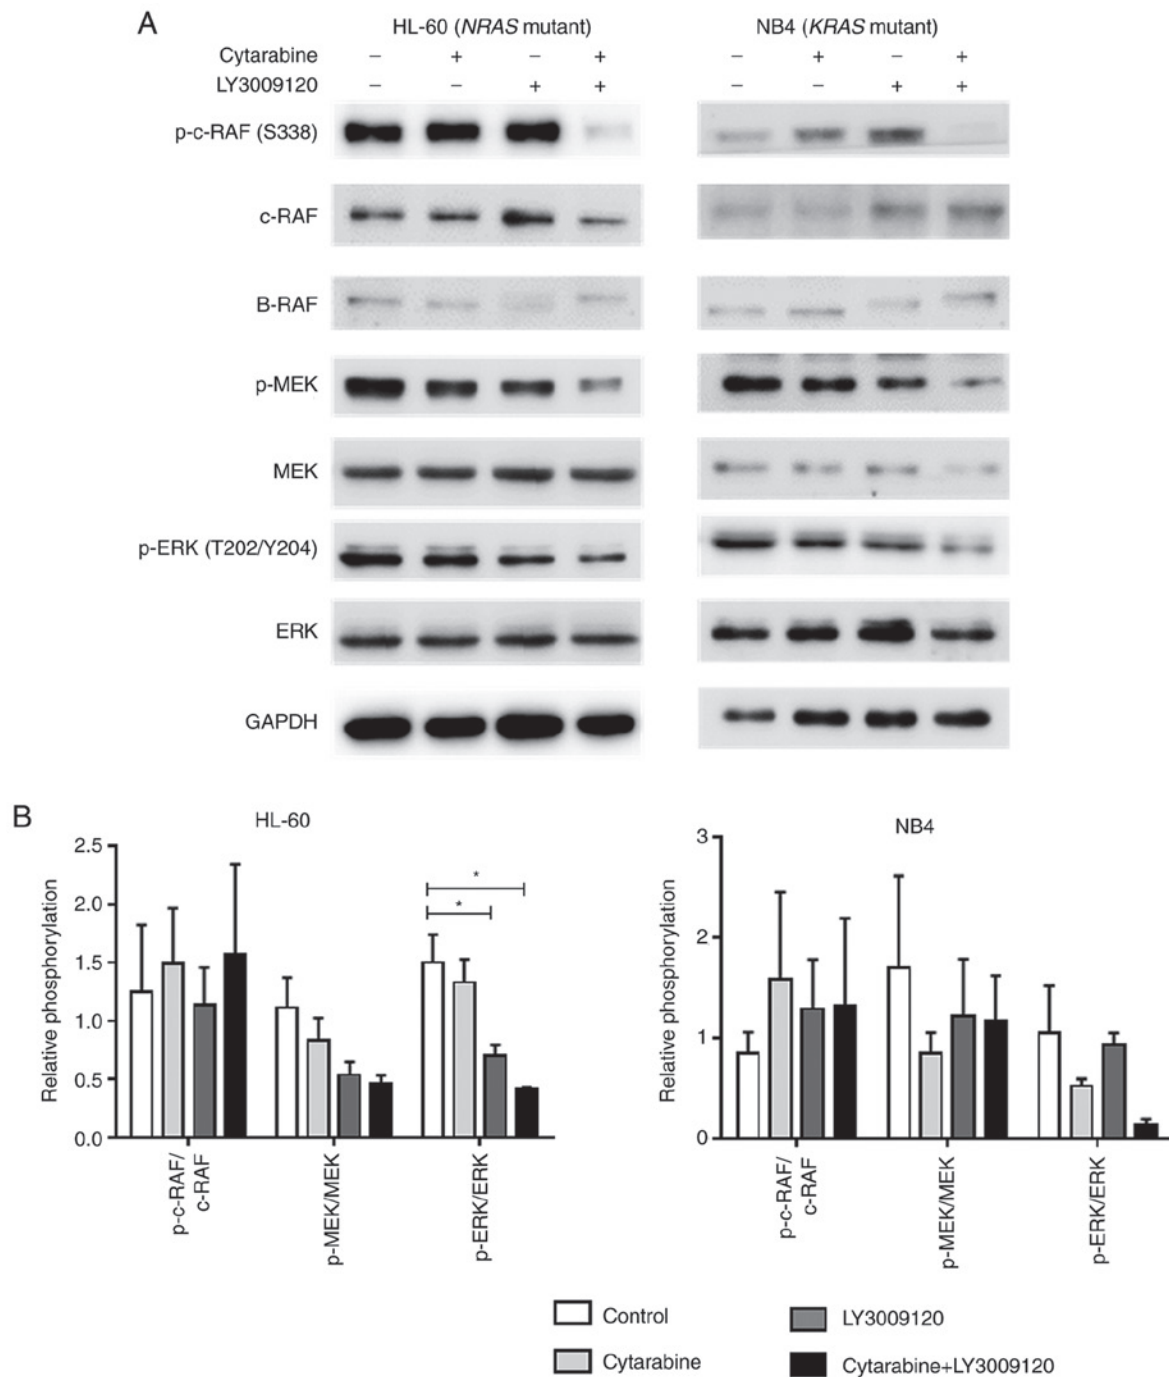 A
HL-60 (NRAS mutant)
NB4 (KRAS mutant)
Cytarabine – + – + – + – +
LY3009120 – – + + – – + +
p-c-RAF (S338)
c-RAF
B-RAF
p-MEK
MEK
p-ERK (T202/Y204)
ERK
GAPDH
B
HL-60
Relative phosphorylation
2.5
2.0
1.5
1.0
0.5
0.0
* 
*
p-c-RAF/
c-RAF
p-MEK/MEK
p-ERK/ERK
NB4
Relative phosphorylation
3
2
1
0
p-c-RAF/
c-RAF
p-MEK/MEK
p-ERK/ERK
Control
Cytarabine
LY3009120
Cytarabine+LY3009120